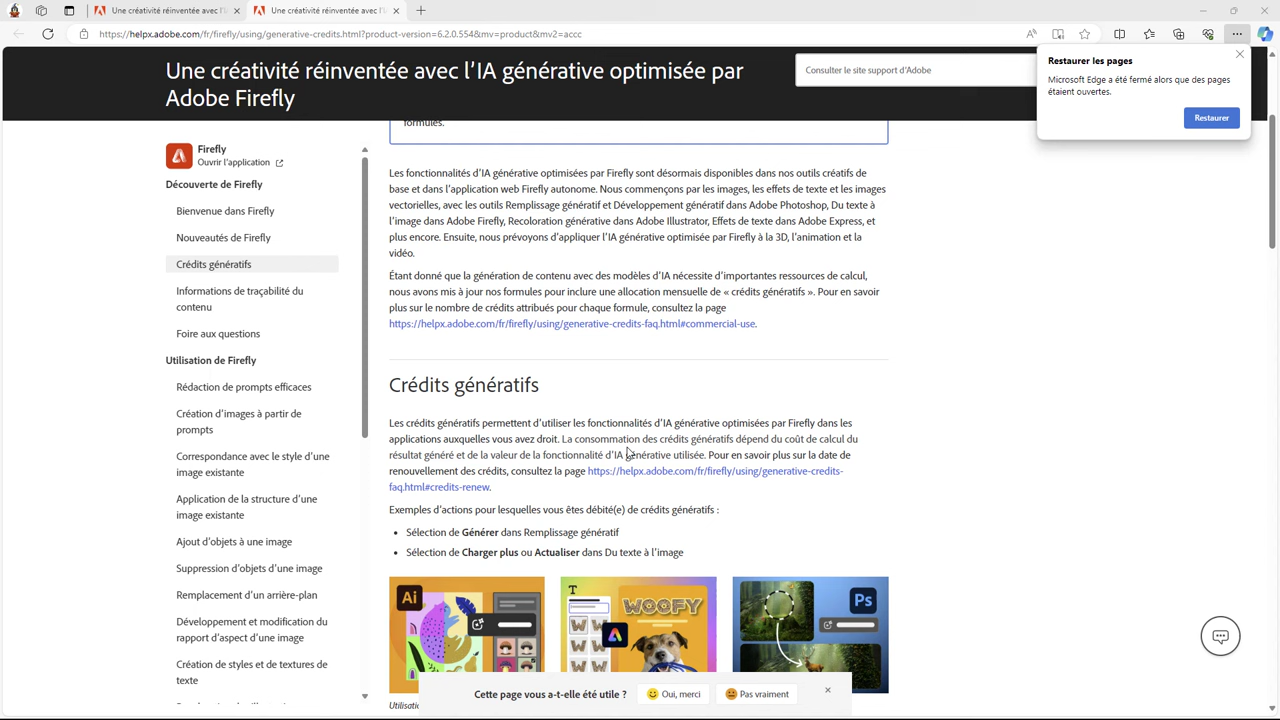 Une créativité réinventée avec l'I
Une créativité réinventée avec l'I
https://helpx.adobe.com/fr/firefly/using/generative-credits.html?product-version=6.2.0.554&mv=product&mv2=accc
Une créativité réinventée avec l’IA générative optimisée par
Adobe Firefly
Consulter le site support d'Adobe
Restaurer les pages
Microsoft Edge a été fermé alors que des pages
étaient ouvertes.
Restaurer
Firefly
Ouvrir l'application
Découverte de Firefly
Bienvenue dans Firefly
Nouveautés de Firefly
Crédits génératifs
Informations de traçabilité du
contenu
Foire aux questions
Utilisation de Firefly
Rédaction de prompts efficaces
Création d’images à partir de
prompts
Correspondance avec le style d’une
image existante
Application de la structure d’une
image existante
Ajout d’objets à une image
Suppression d’objets d’une image
Remplacement d’un arrière-plan
Développement et modification du
rapport d’aspect d’une image
Création de styles et de textures de
texte
formules.
Les fonctionnalités d’IA générative optimisées par Firefly sont désormais disponibles dans nos outils créatifs de
base et dans l’application web Firefly autonome. Nous commençons par les images, les effets de texte et les images
vectorielles, avec les outils Remplissage génératif et Développement génératif dans Adobe Photoshop, Du texte à
l’image dans Adobe Firefly, Recoloration générative dans Adobe Illustrator, Effets de texte dans Adobe Express, et
plus encore. Ensuite, nous prévoyons d’appliquer l’IA générative optimisée par Firefly à la 3D, l’animation et la
vidéo.
Étant donné que la génération de contenu avec des modèles d’IA nécessite d’importantes ressources de calcul,
nous avons mis à jour nos formules pour inclure une allocation mensuelle de « crédits génératifs ». Pour en savoir
plus sur le nombre de crédits attribués pour chaque formule, consultez la page
https://helpx.adobe.com/fr/firefly/using/generative-credits-faq.html#commercial-use.
Crédits génératifs
Les crédits génératifs permettent d’utiliser les fonctionnalités d’IA générative optimisées par Firefly dans les
applications auxquelles vous avez droit. La consommation des crédits génératifs dépend du coût de calcul du
résultat généré et de la valeur de la fonctionnalité d’IA générative utilisée. Pour en savoir plus sur la date de
renouvellement des crédits, consultez la page https://helpx.adobe.com/fr/firefly/using/generative-credits-
faq.html#credits-renew.
Exemples d’actions pour lesquelles vous êtes débité(e) de crédits génératifs :
• Sélection de Générer dans Remplissage génératif
• Sélection de Charger plus ou Actualiser dans Du texte à l’image
Ai
T
WOOFY
Ps
Cette page vous a-t-elle été utile ?
Oui, merci
Pas vraiment
Utilisation